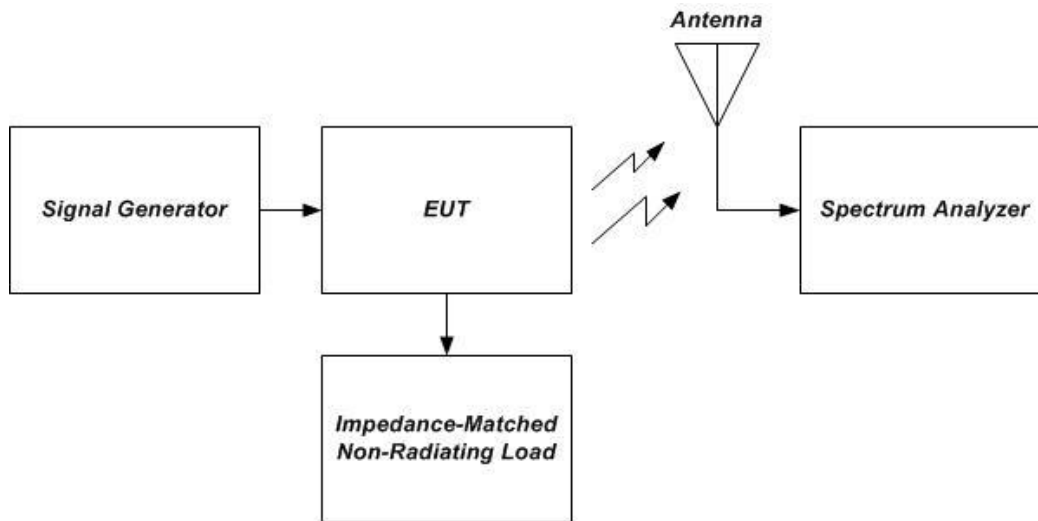 Antenna
Signal Generator
EUT
Spectrum Analyzer
Impedance-Matched
Non-Radiating Load